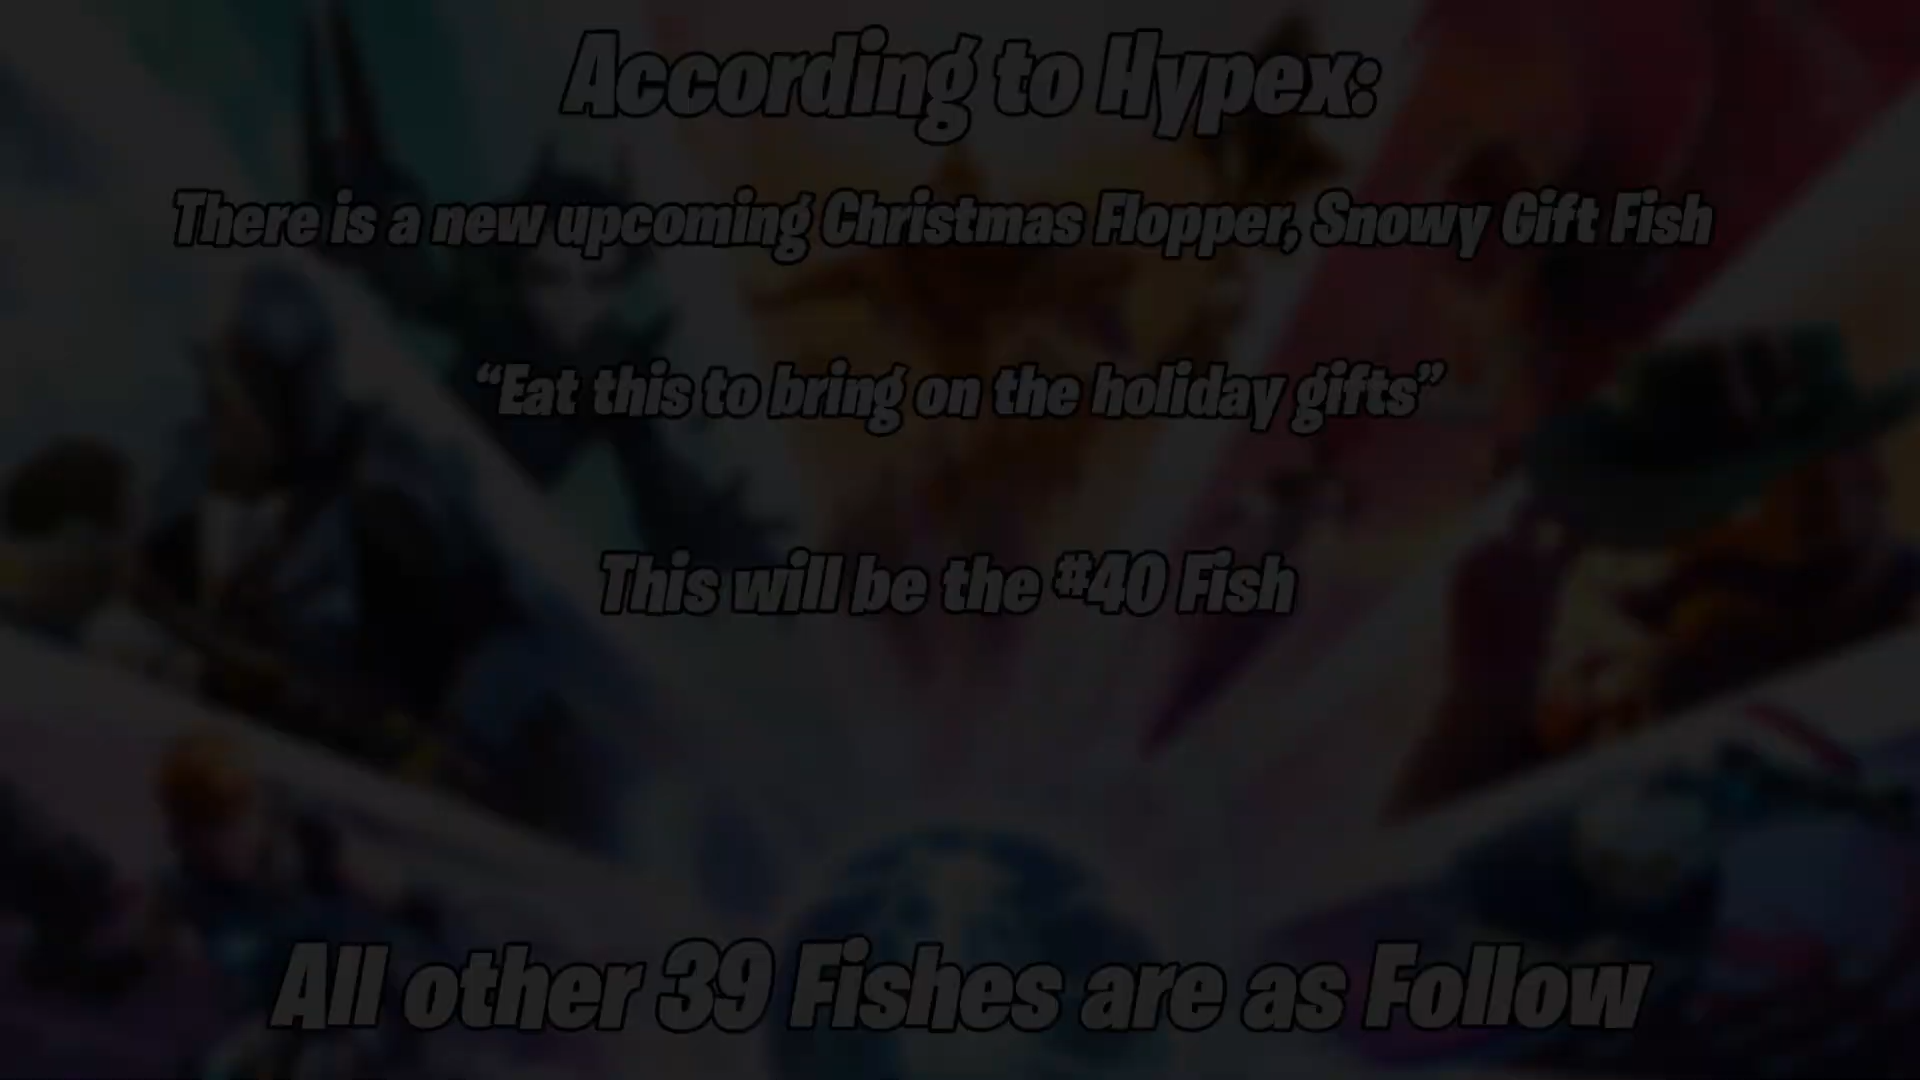 According to Hypex:
There is a new upcoming Christmas Flopper, Snowy Gift Fish
“Eat this to bring on the holiday gifts”
This will be the #40 Fish
All other 39 Fishes are as Follow